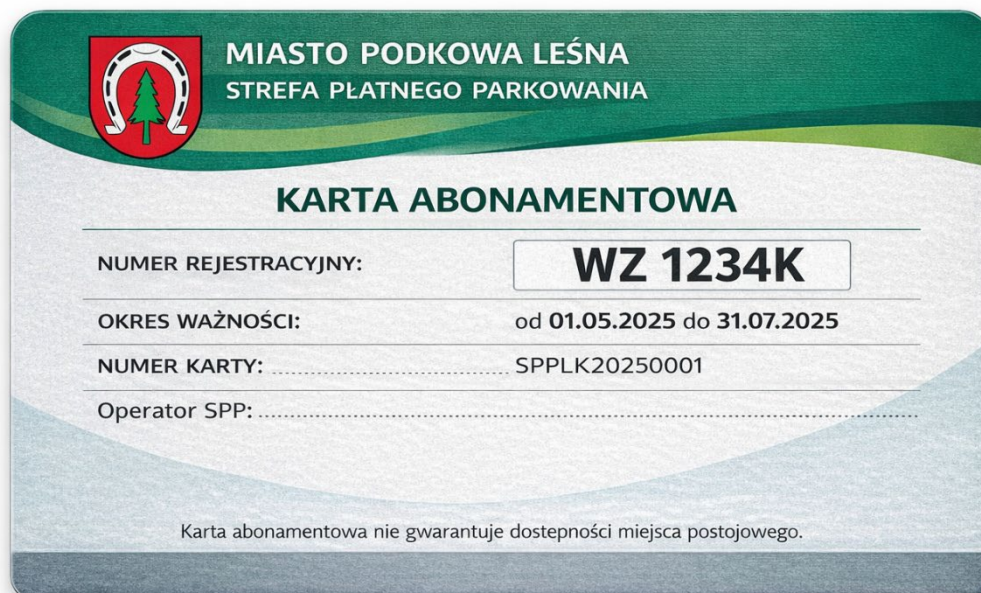 MIASTO PODKOWA LEŚNA
STREFA PŁATNEGO PARKOWANIA
KARTA ABONAMENTOWA
NUMER REJESTRACYJNY: WZ 1234K
OKRES WAŻNOŚCI: od 01.05.2025 do 31.07.2025
NUMER KARTY: .................................. SPPLK20250001
Operator SPP: ....................................................................................................
Karta abonamentowa nie gwarantuje dostepności miejsca postojowego.